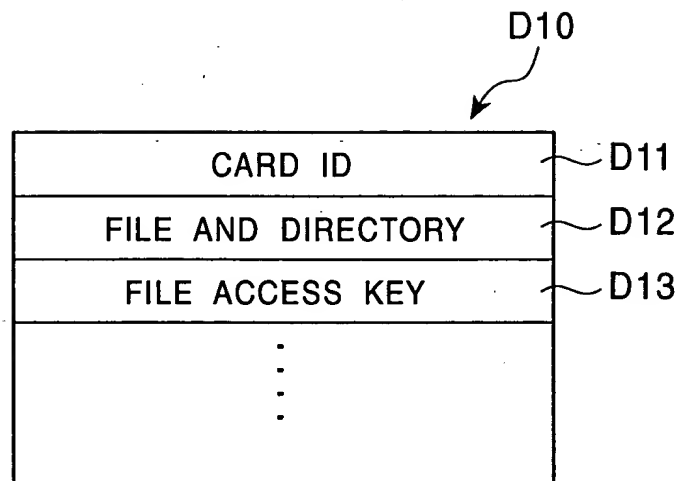 D10
CARD ID D11
FILE AND DIRECTORY D12
FILE ACCESS KEY D13